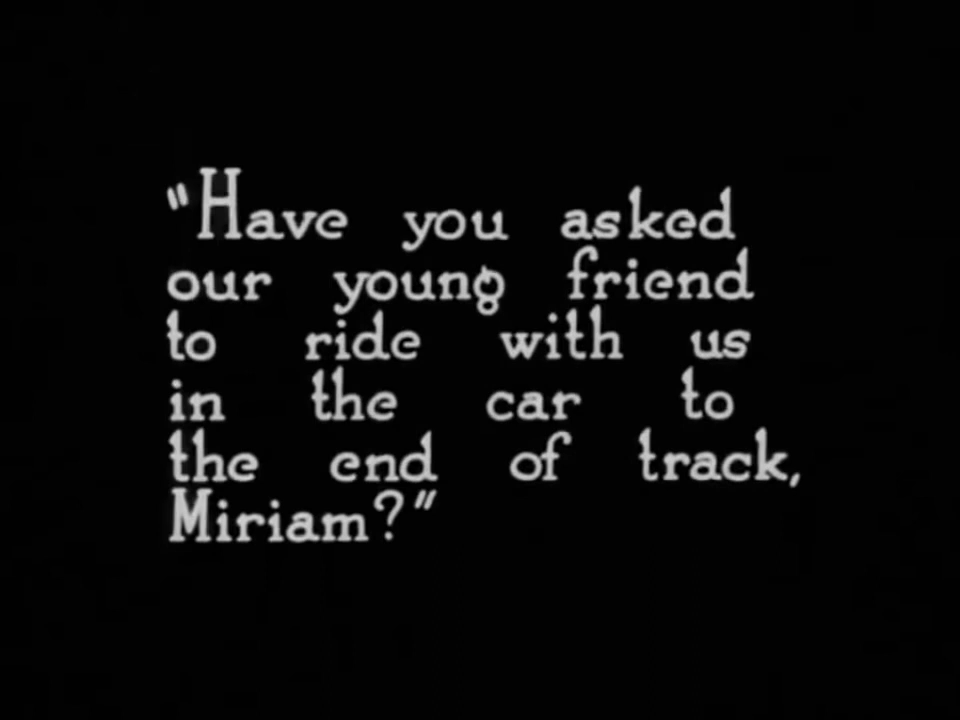 "Have you asked
our young friend
to ride with us
in the car to
the end of track,
Miriam?"